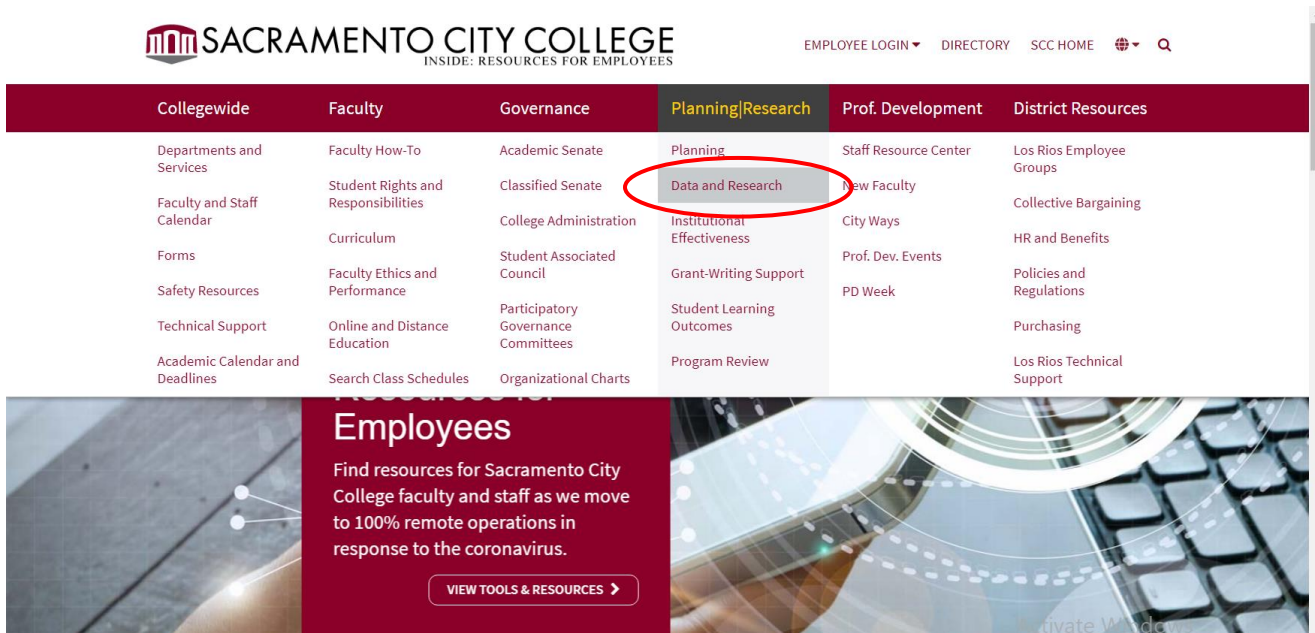 SACRAMENTO CITY COLLEGE
INSIDE: RESOURCES FOR EMPLOYEES
EMPLOYEE LOGIN DIRECTORY SCC HOME
Collegewide Faculty Governance Planning|Research Prof. Development District Resources
Departments and
Services
Faculty and Staff
Calendar
Forms
Safety Resources
Technical Support
Academic Calendar and
Deadlines
Faculty How-To
Student Rights and
Responsibilities
Curriculum
Faculty Ethics and
Performance
Online and Distance
Education
Search Class Schedules
Academic Senate
Classified Senate
College Administration
Student Associated
Council
Participatory
Governance
Committees
Organizational Charts
Planning
Data and Research
Institutional
Effectiveness
Grant-Writing Support
Student Learning
Outcomes
Program Review
Staff Resource Center
New Faculty
City Ways
Prof. Dev. Events
PD Week
Los Rios Employee
Groups
Collective Bargaining
HR and Benefits
Policies and
Regulations
Purchasing
Los Rios Technical
Support
Resources for
Employees
Find resources for Sacramento City
College faculty and staff as we move
to 100% remote operations in
response to the coronavirus.
VIEW TOOLS & RESOURCES
Activate Windows